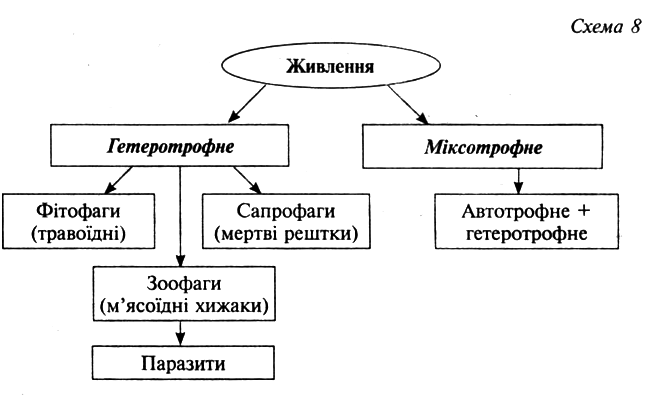 Схема 8
Живлення
Гетеротрофне
Міксотрофне
Фітофаги
(травоїдні)
Сапрофаги
(мертві рештки)
Автотрофне +
гетеротрофне
Зоофаги
(м’ясоїдні хижаки)
Паразити